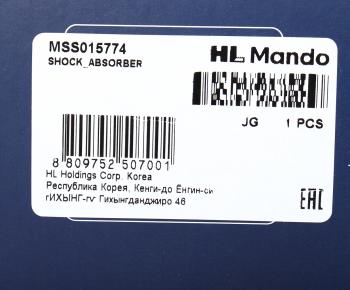 MSS015774
SHOCK_ABSORBER
HL Mando
JG 1 PCS
8 809752 507001
HL Holdings Corp. Korea
Республика Корея, Кенги-до Ёнгин-си
гИХЫНГ-гу Гихынгданджиро 46
EAC